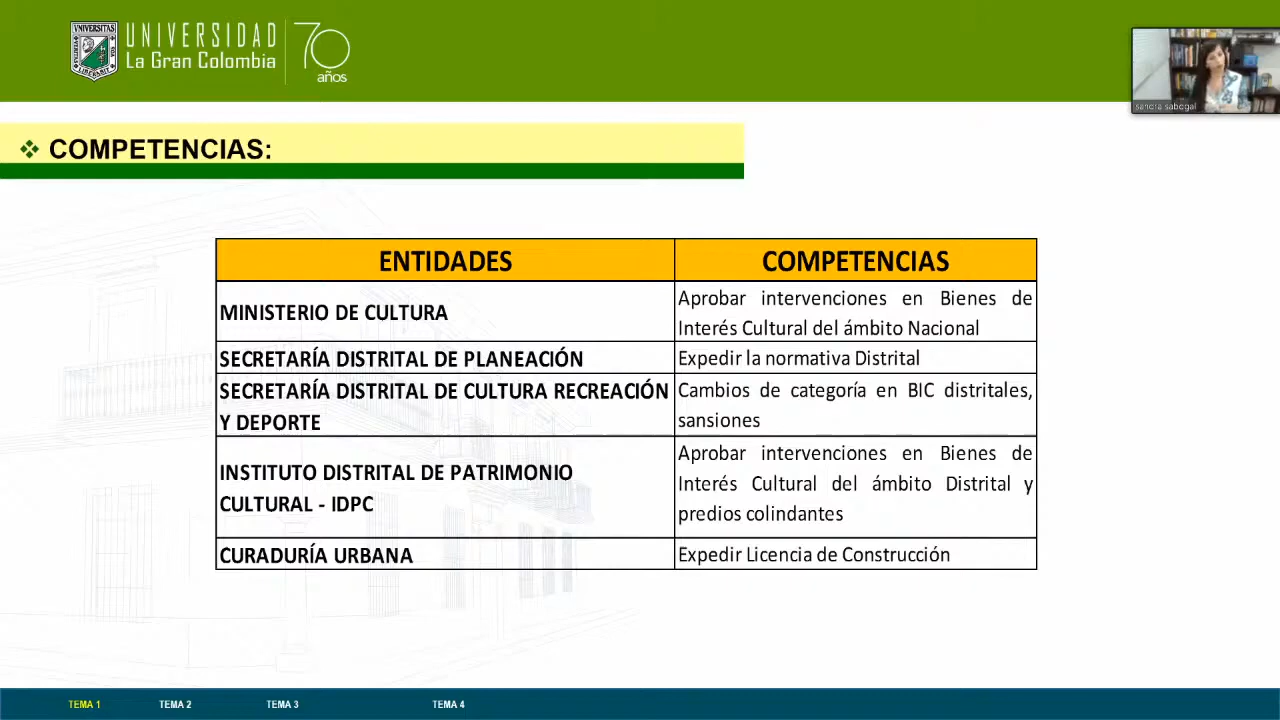 UNIVERSIDAD
La Gran Colombia
70
años
VNIVERSITAS
sandra sabogal
❖ COMPETENCIAS:
ENTIDADES
COMPETENCIAS
MINISTERIO DE CULTURA
Aprobar intervenciones en Bienes de
Interés Cultural del ámbito Nacional
SECRETARÍA DISTRITAL DE PLANEACIÓN
Expedir la normativa Distrital
SECRETARÍA DISTRITAL DE CULTURA RECREACIÓN
Y DEPORTE
Cambios de categoría en BIC distritales,
sansiones
INSTITUTO DISTRITAL DE PATRIMONIO
CULTURAL - IDPC
Aprobar intervenciones en Bienes de
Interés Cultural del ámbito Distrital y
predios colindantes
CURADURÍA URBANA
Expedir Licencia de Construcción
TEMA 1
TEMA 2
TEMA 3
TEMA 4